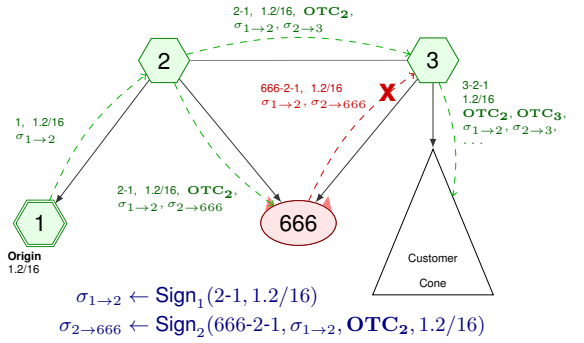 2-1, 1.2/16, OTC₂,
σ₁→₂, σ₂→₃
2
3
666-2-1, 1.2/16
σ₁→₂, σ₂→₆₆₆
X
3-2-1
1.2/16
OTC₂, OTC₃,
σ₁→₂, σ₂→₃,
...
1, 1.2/16
σ₁→₂
2-1, 1.2/16, OTC₂,
σ₁→₂, σ₂→₆₆₆
1
666
Origin
1.2/16
Customer
Cone
σ₁→₂ ← Sign₁(2-1, 1.2/16)
σ₂→₆₆₆ ← Sign₂(666-2-1, σ₁→₂, OTC₂, 1.2/16)